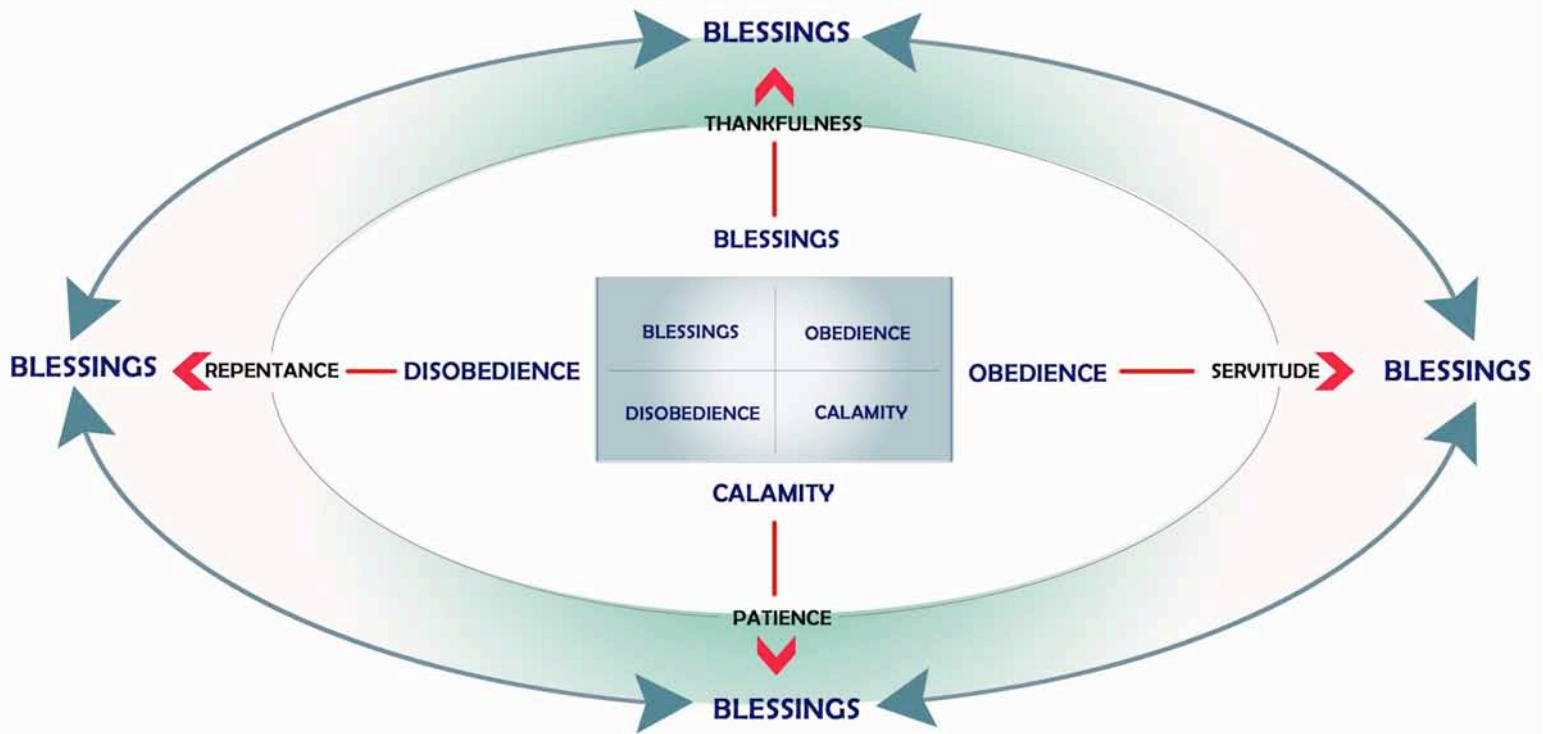 BLESSINGS
THANKFULNESS
BLESSINGS
BLESSINGS OBEDIENCE
BLESSINGS REPENTANCE DISOBEDIENCE OBEDIENCE SERVITUDE BLESSINGS
DISOBEDIENCE CALAMITY
CALAMITY
PATIENCE
BLESSINGS